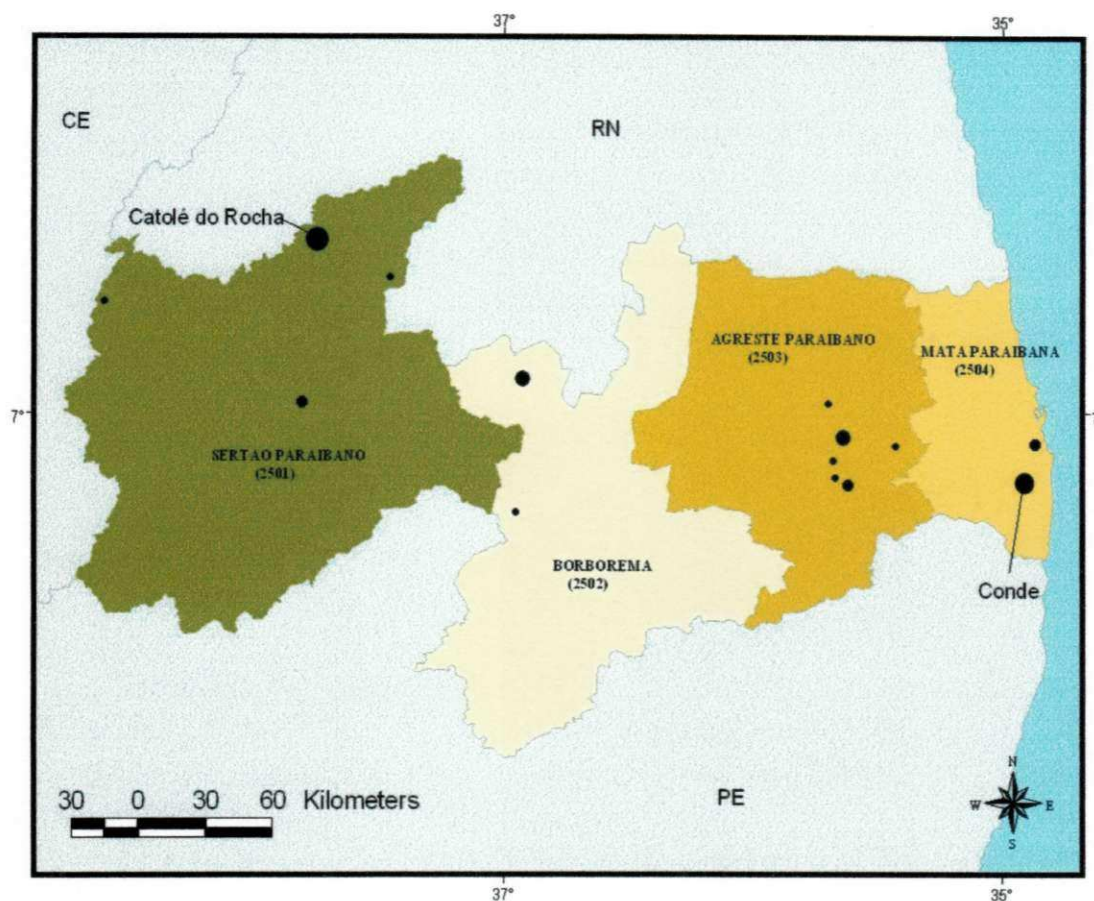 37°
35°
CE
RN
Catolé do Rocha
AGRESTE PARAIBANO
(2503)
MATA PARAIBANA
(2504)
7°
SERTAO PARAIBANO
(2501)
BORBOREMA
(2502)
Conde
30 0 30 60 Kilometers
PE
N
W E
S
37°
35°